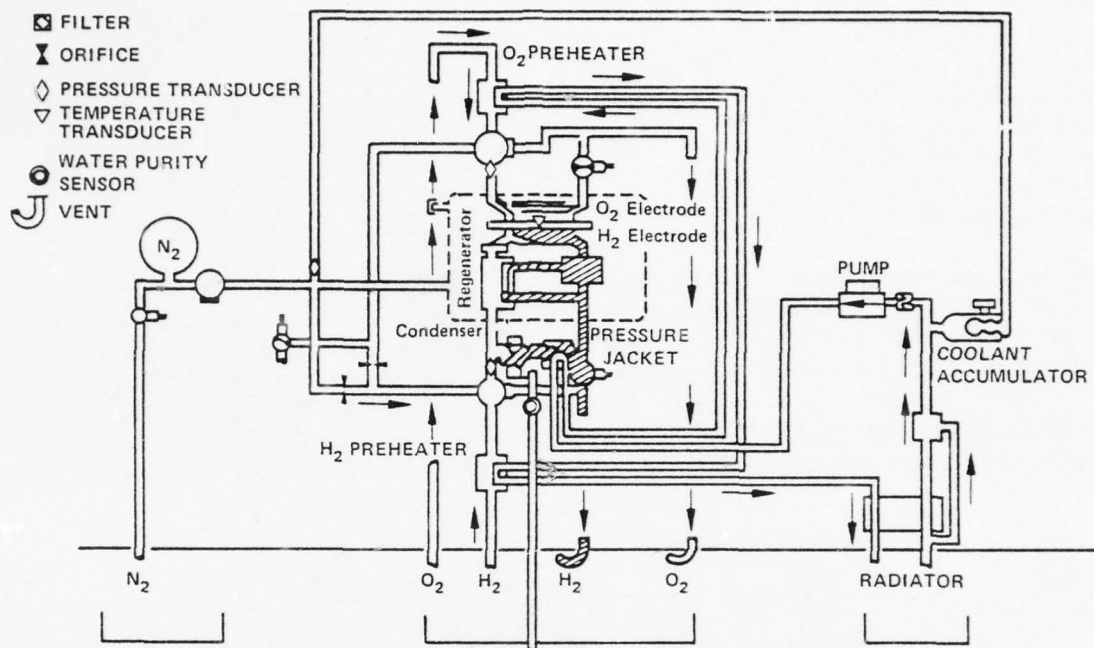 FILTER
ORIFICE
PRESSURE TRANSDUCER
TEMPERATURE
TRANSDUCER
WATER PURITY
SENSOR
VENT
O₂ PREHEATER
N₂
Regenerator
O₂ Electrode
H₂ Electrode
Condenser
PRESSURE
JACKET
PUMP
COOLANT
ACCUMULATOR
H₂ PREHEATER
N₂
O₂
H₂
H₂
O₂
RADIATOR